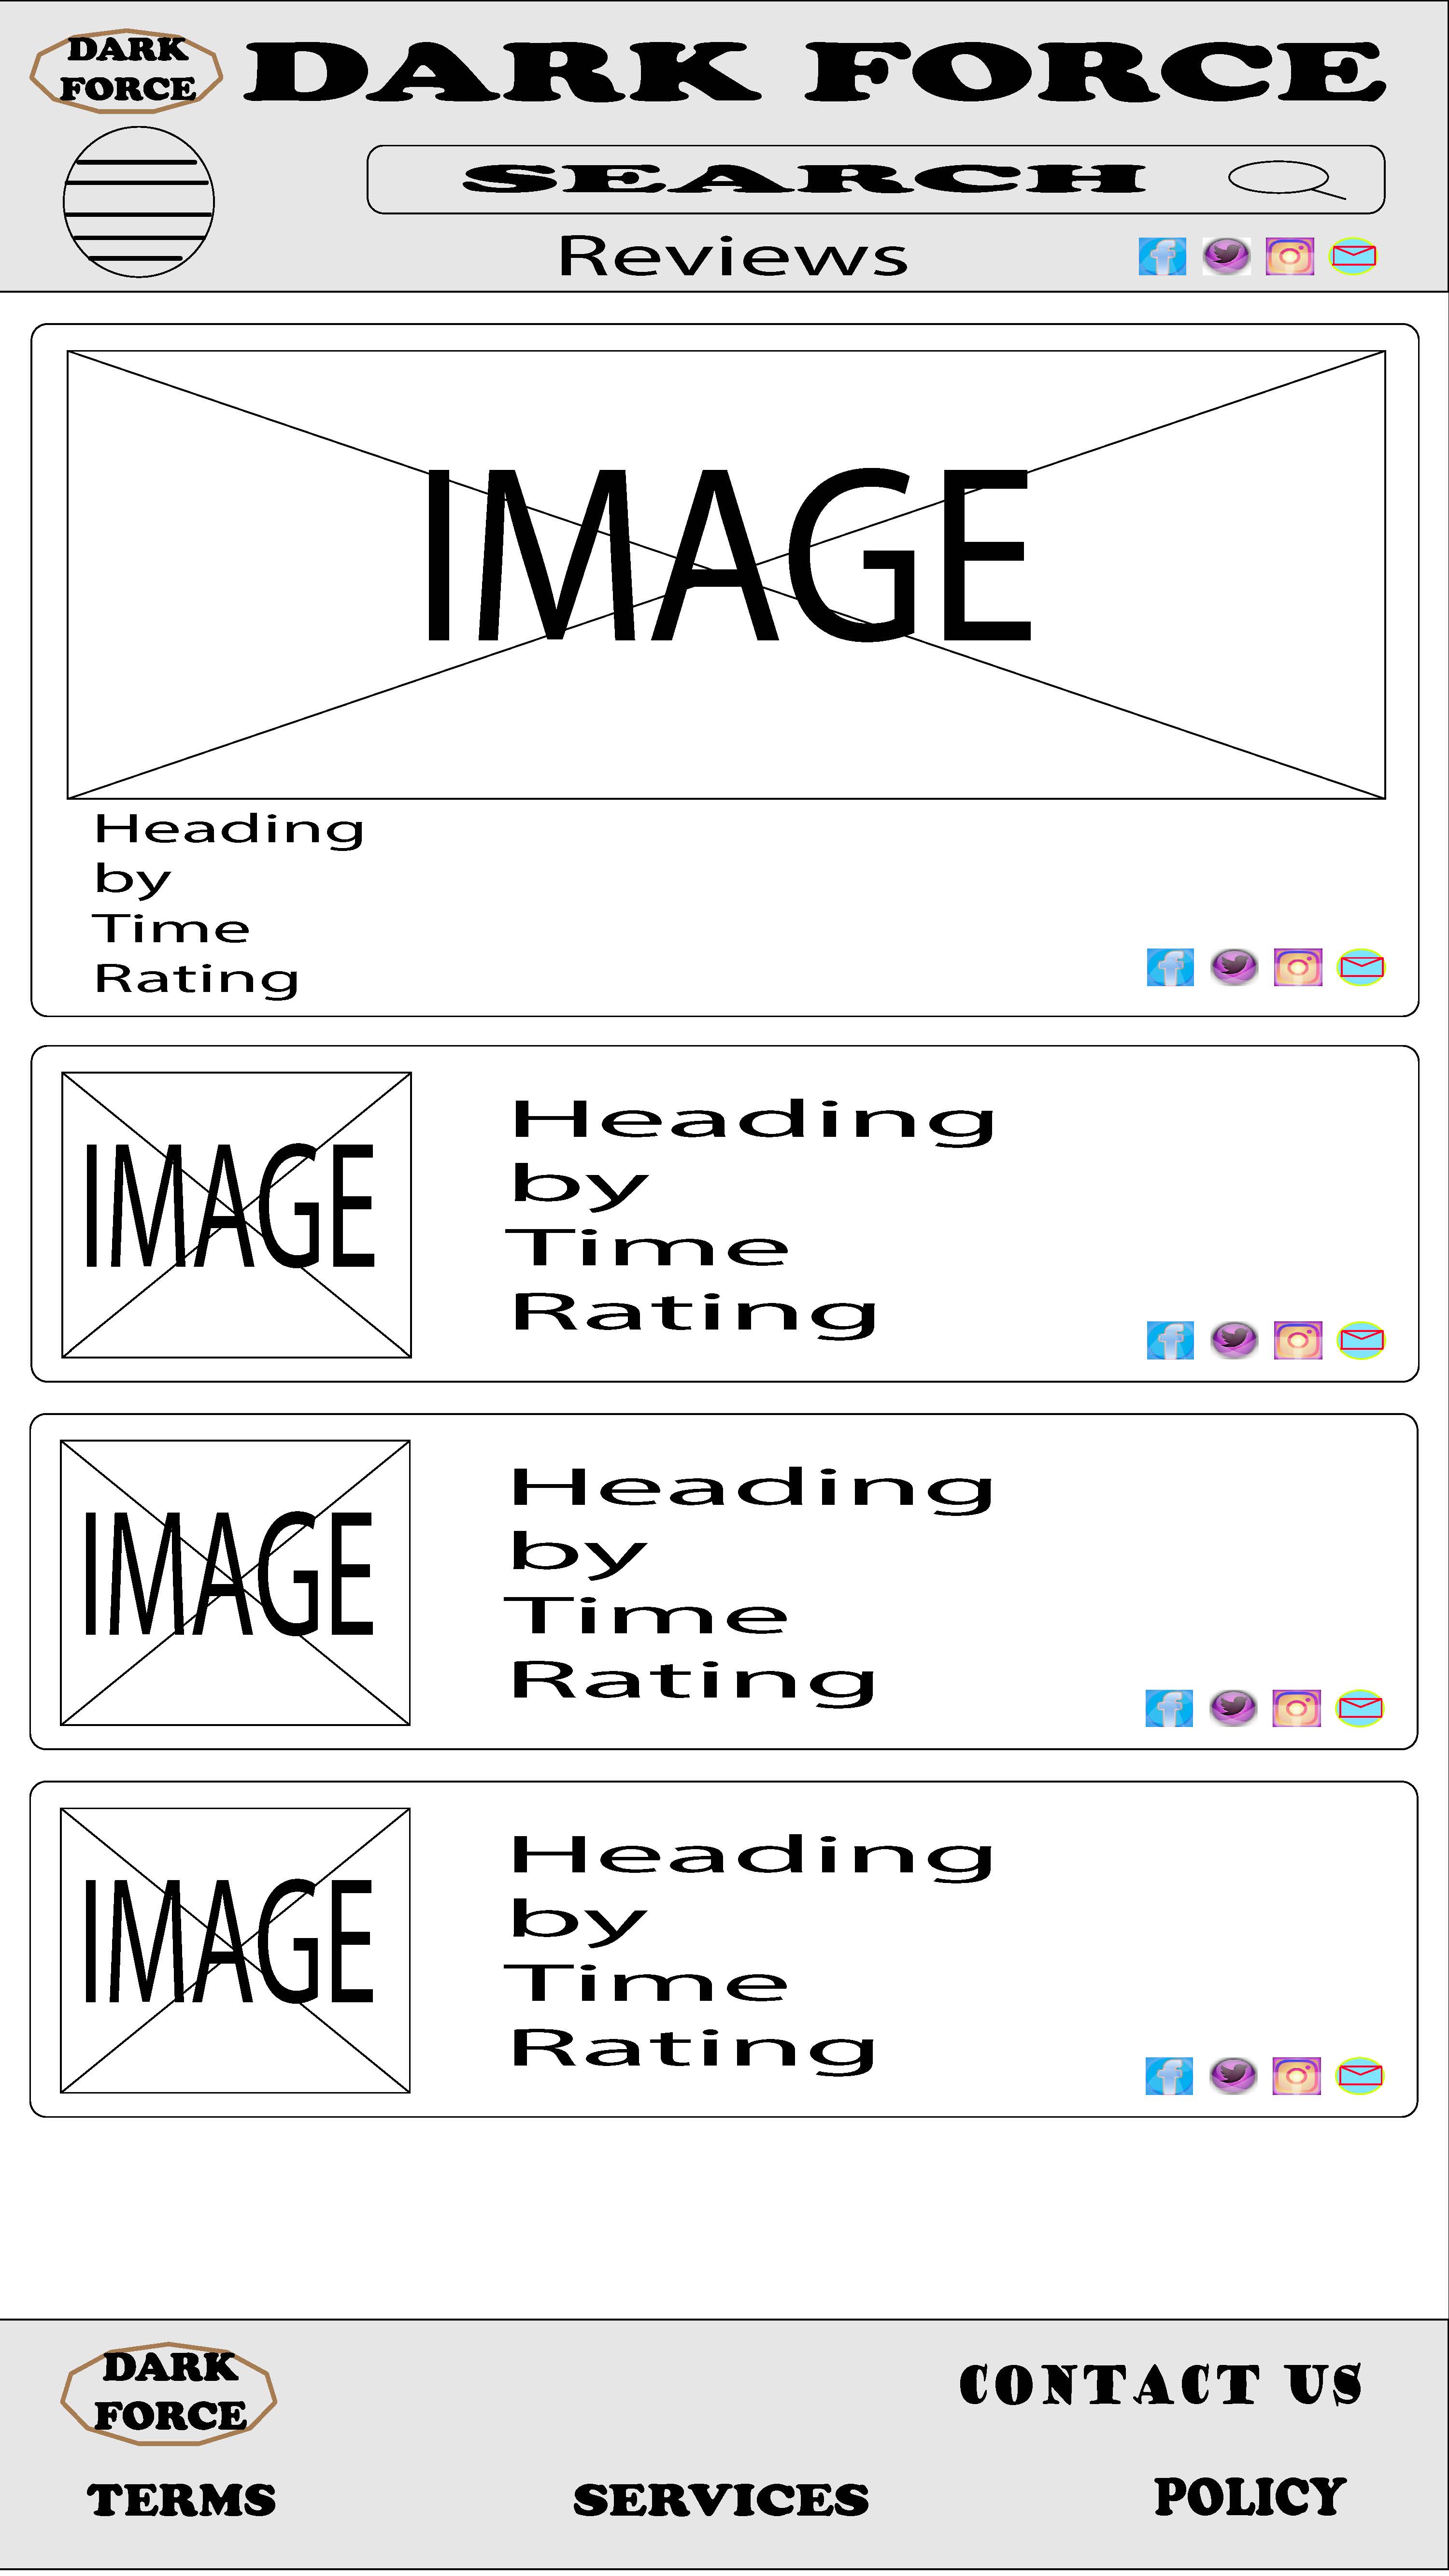 DARK
FORCE
DARK FORCE
SEARCH
Reviews
IMAGE
Heading
by
Time
Rating
IMAGE
Heading
by
Time
Rating
IMAGE
Heading
by
Time
Rating
IMAGE
Heading
by
Time
Rating
DARK
FORCE
CONTACT US
TERMS
SERVICES
POLICY